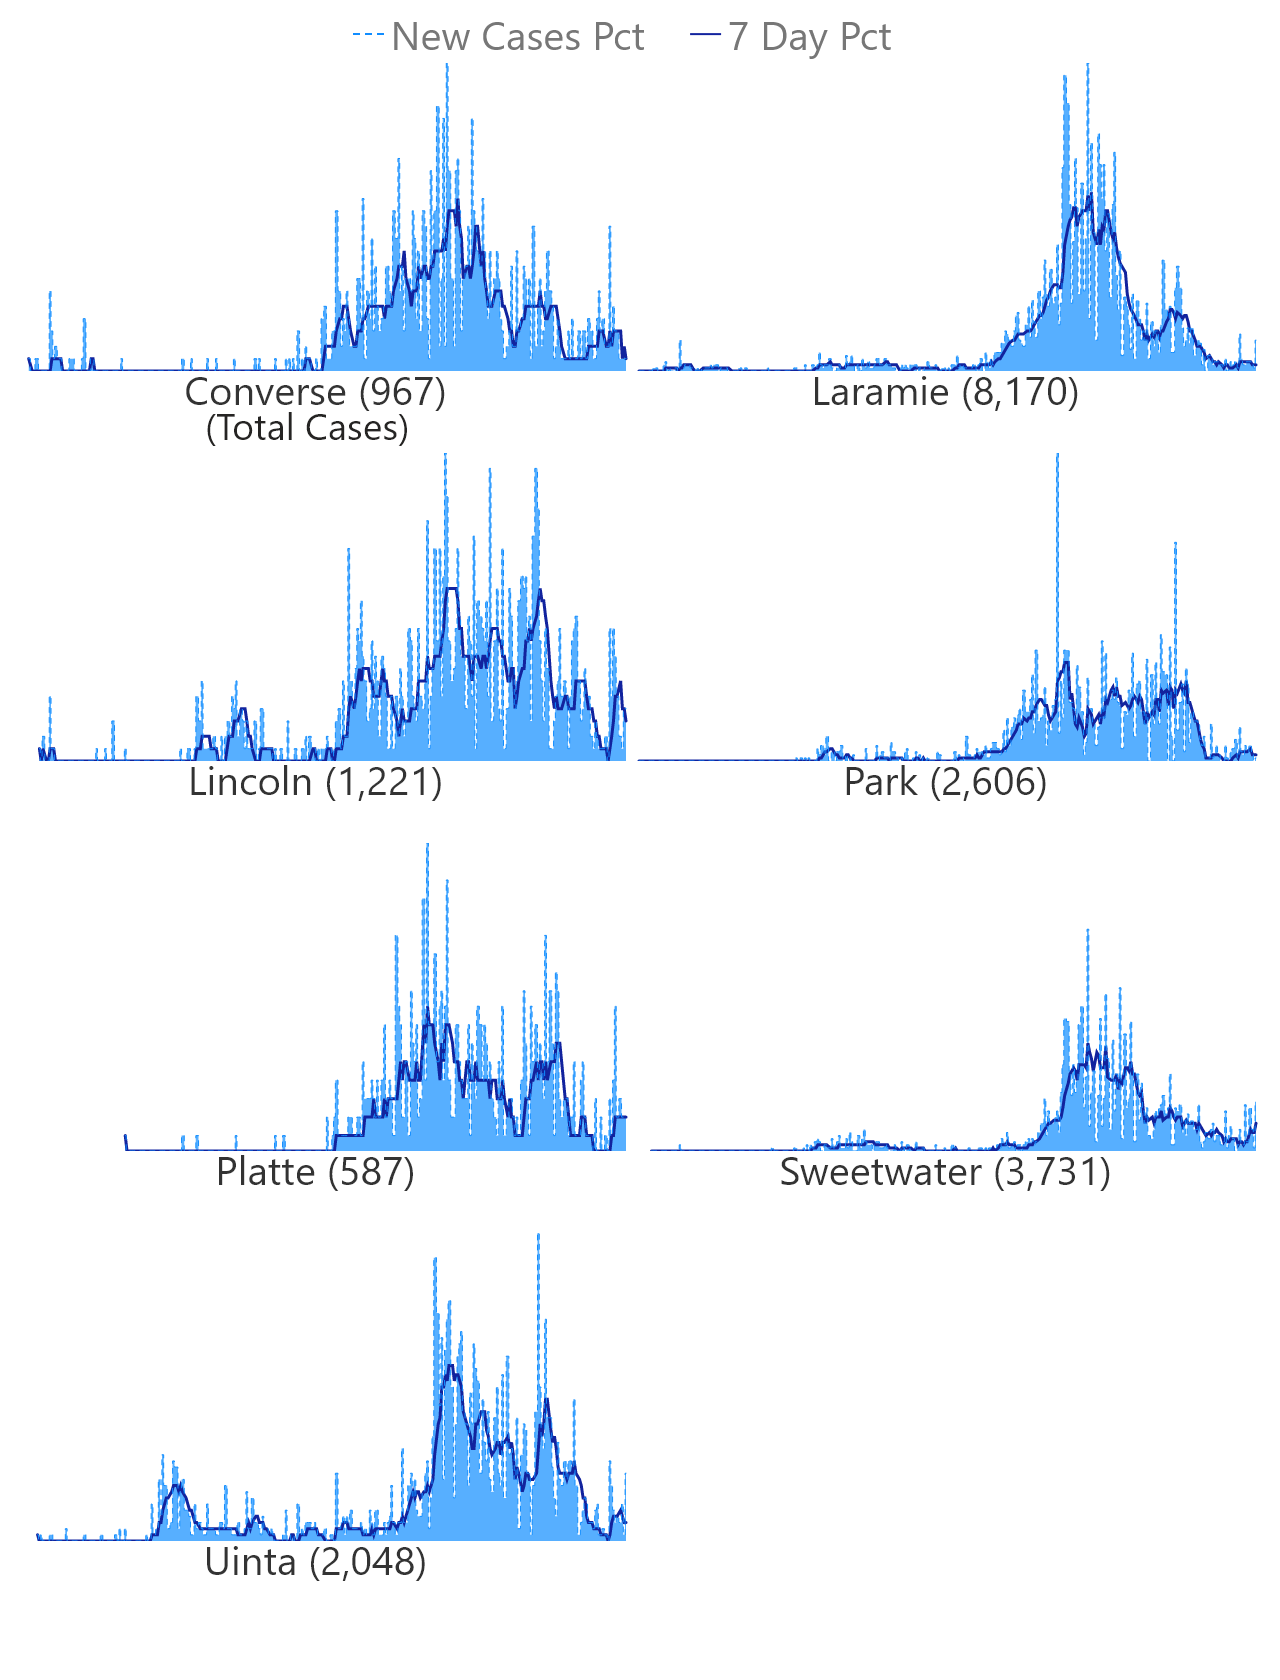 New Cases Pct 7 Day Pct
Converse (967)
(Total Cases)
Laramie (8,170)
Lincoln (1,221)
Park (2,606)
Platte (587)
Sweetwater (3,731)
Uinta (2,048)